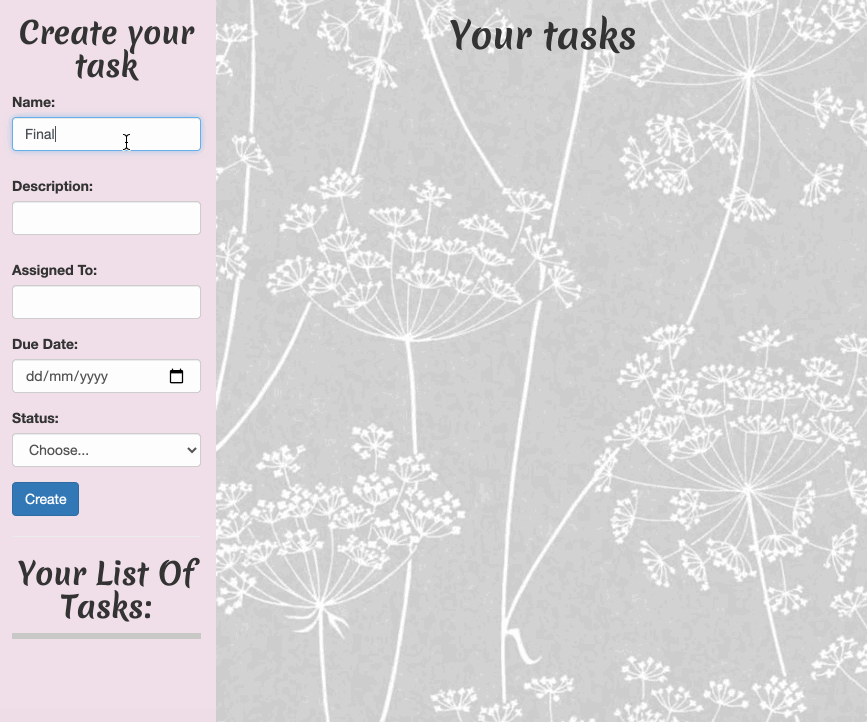 Create your
task
Name:
Final
Description:
Assigned To:
Due Date:
dd/mm/yyyy
Status:
Choose...
Create
Your List Of
Tasks:
Your tasks